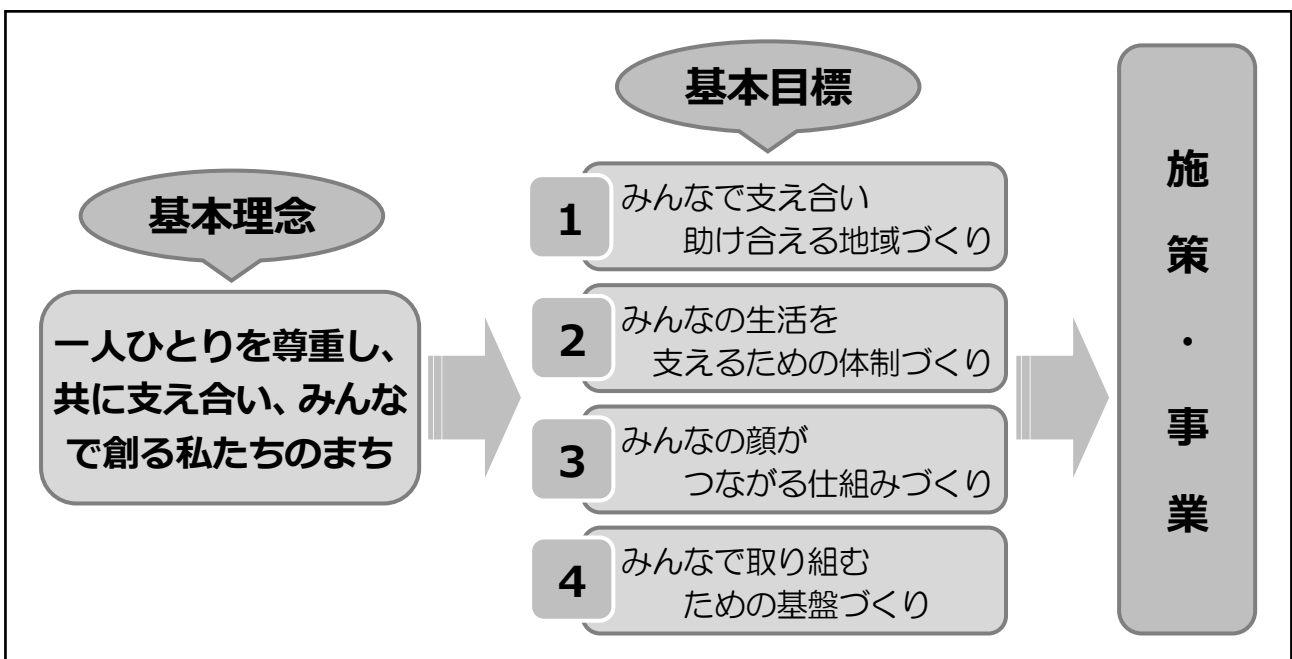 基本理念
一人ひとりを尊重し、
共に支え合い、みんな
で創る私たちのまち
基本目標
1
みんなで支え合い
助け合える地域づくり
2
みんなの生活を
支えるための体制づくり
3
みんなの顔が
つながる仕組みづくり
4
みんなで取り組む
ための基盤づくり
施策・事業